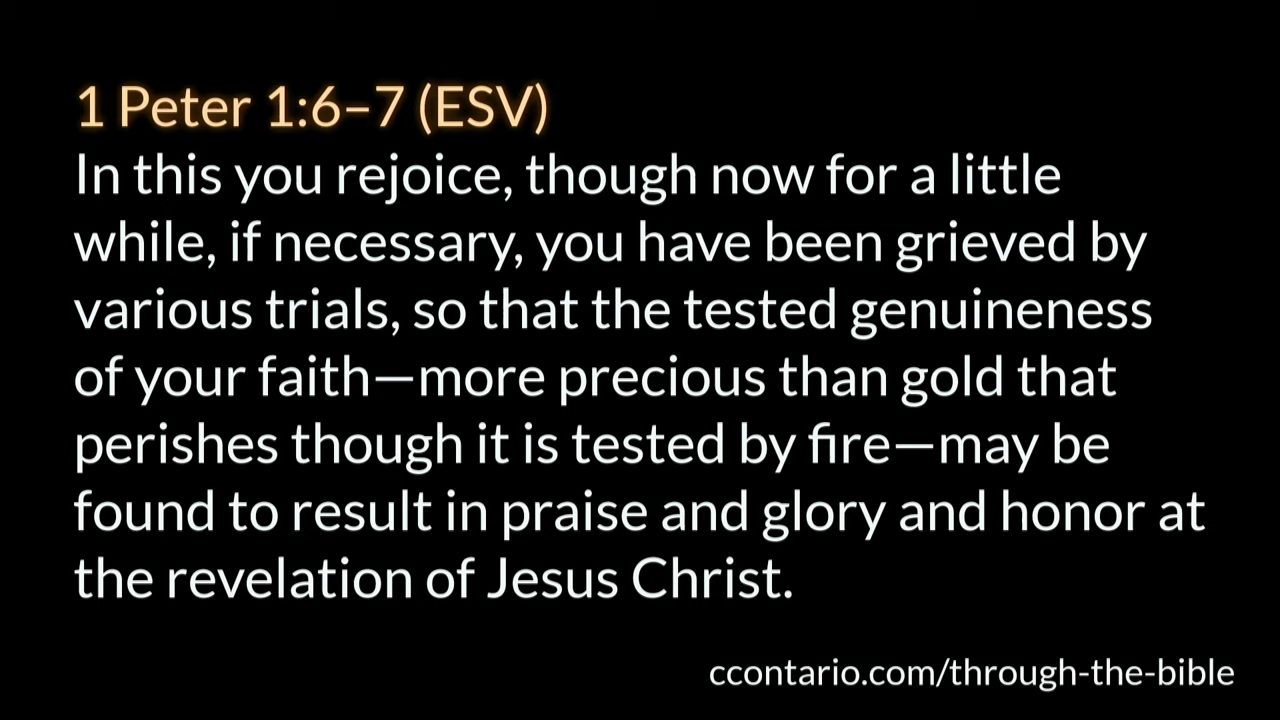 1 Peter 1:6–7 (ESV)
In this you rejoice, though now for a little
while, if necessary, you have been grieved by
various trials, so that the tested genuineness
of your faith—more precious than gold that
perishes though it is tested by fire—may be
found to result in praise and glory and honor at
the revelation of Jesus Christ.
ccontario.com/through-the-bible